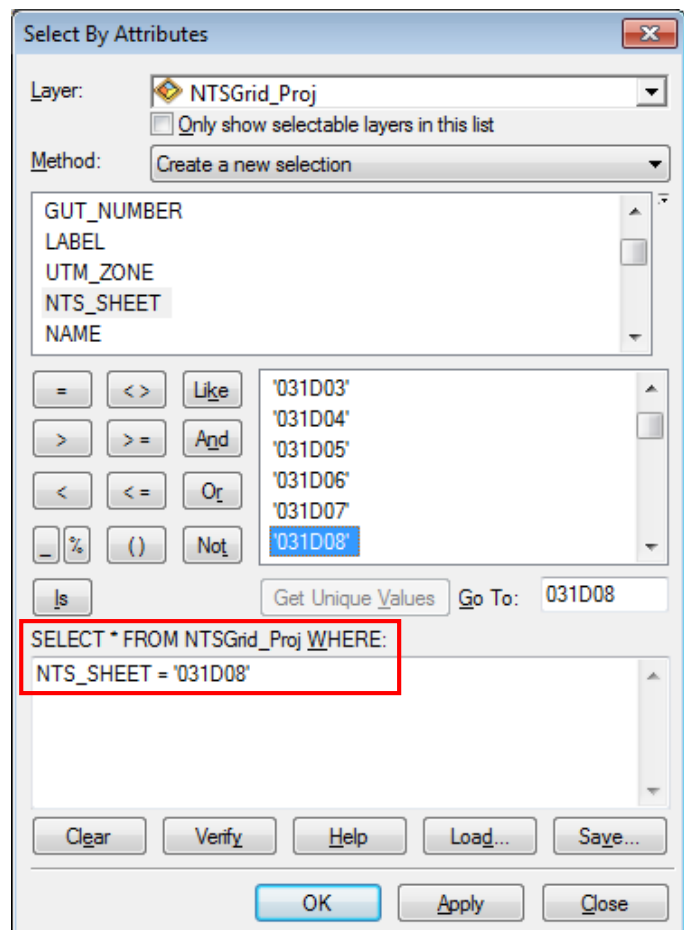 Select By Attributes
Layer: NTSGrid_Proj
Only show selectable layers in this list
Method: Create a new selection
GUT_NUMBER
LABEL
UTM_ZONE
NTS_SHEET
NAME
= < > Like
> > = And
< < = Or
_ % () Not
Is
'031D03'
'031D04'
'031D05'
'031D06'
'031D07'
'031D08'
Get Unique Values Go To: 031D08
SELECT * FROM NTSGrid_Proj WHERE:
NTS_SHEET = '031D08'
Clear Verify Help Load... Save...
OK Apply Close